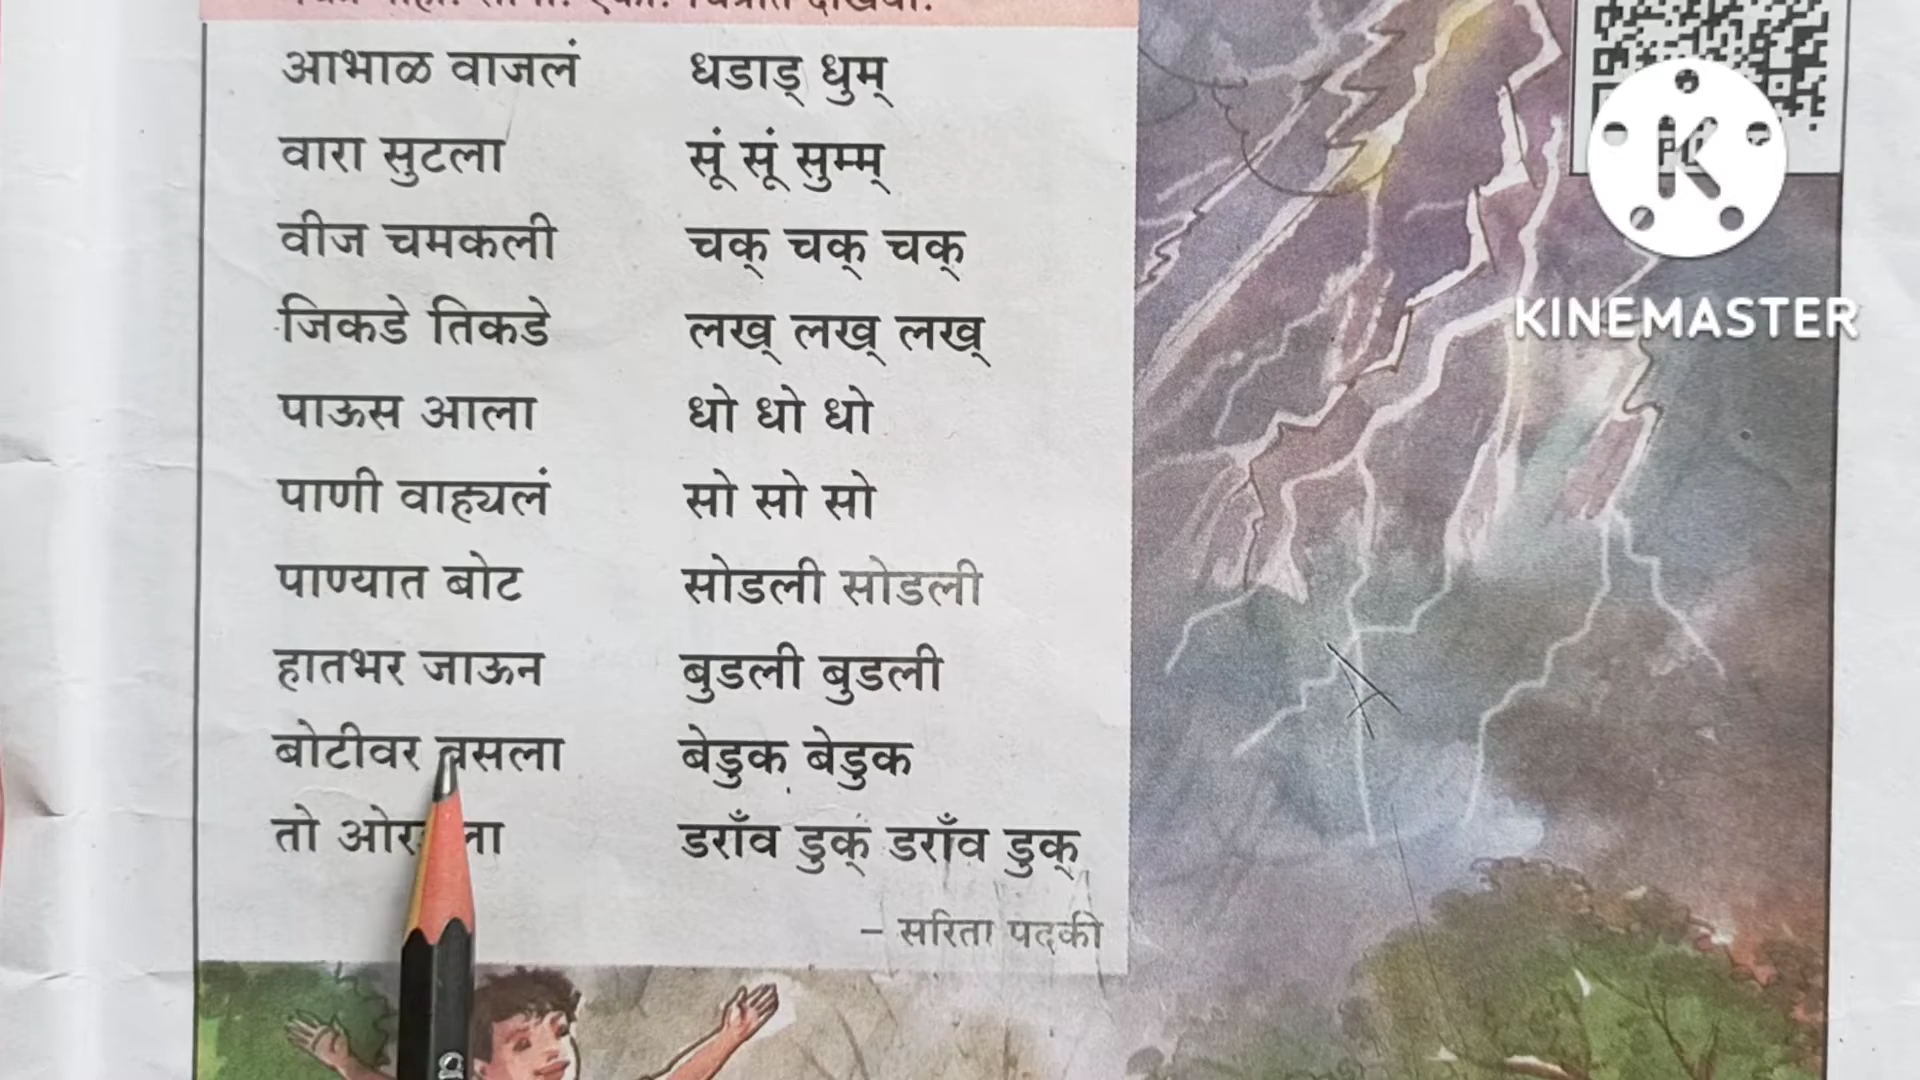 आभाळ वाजलं धडाड् धुम्
वारा सुटला सूं सूं सुम्म्
वीज चमकली चक् चक् चक्
जिकडे तिकडे लख् लख् लख्
पाऊस आला धो धो धो
पाणी वाह्यलं सो सो सो
पाण्यात बोट सोडली सोडली
हातभर जाऊन बुडली बुडली
बोटीवर बसला बेडुक बेडुक
तो डराँव डुक् डराँव डुक्
– सरिता पदकी
KINEMASTER